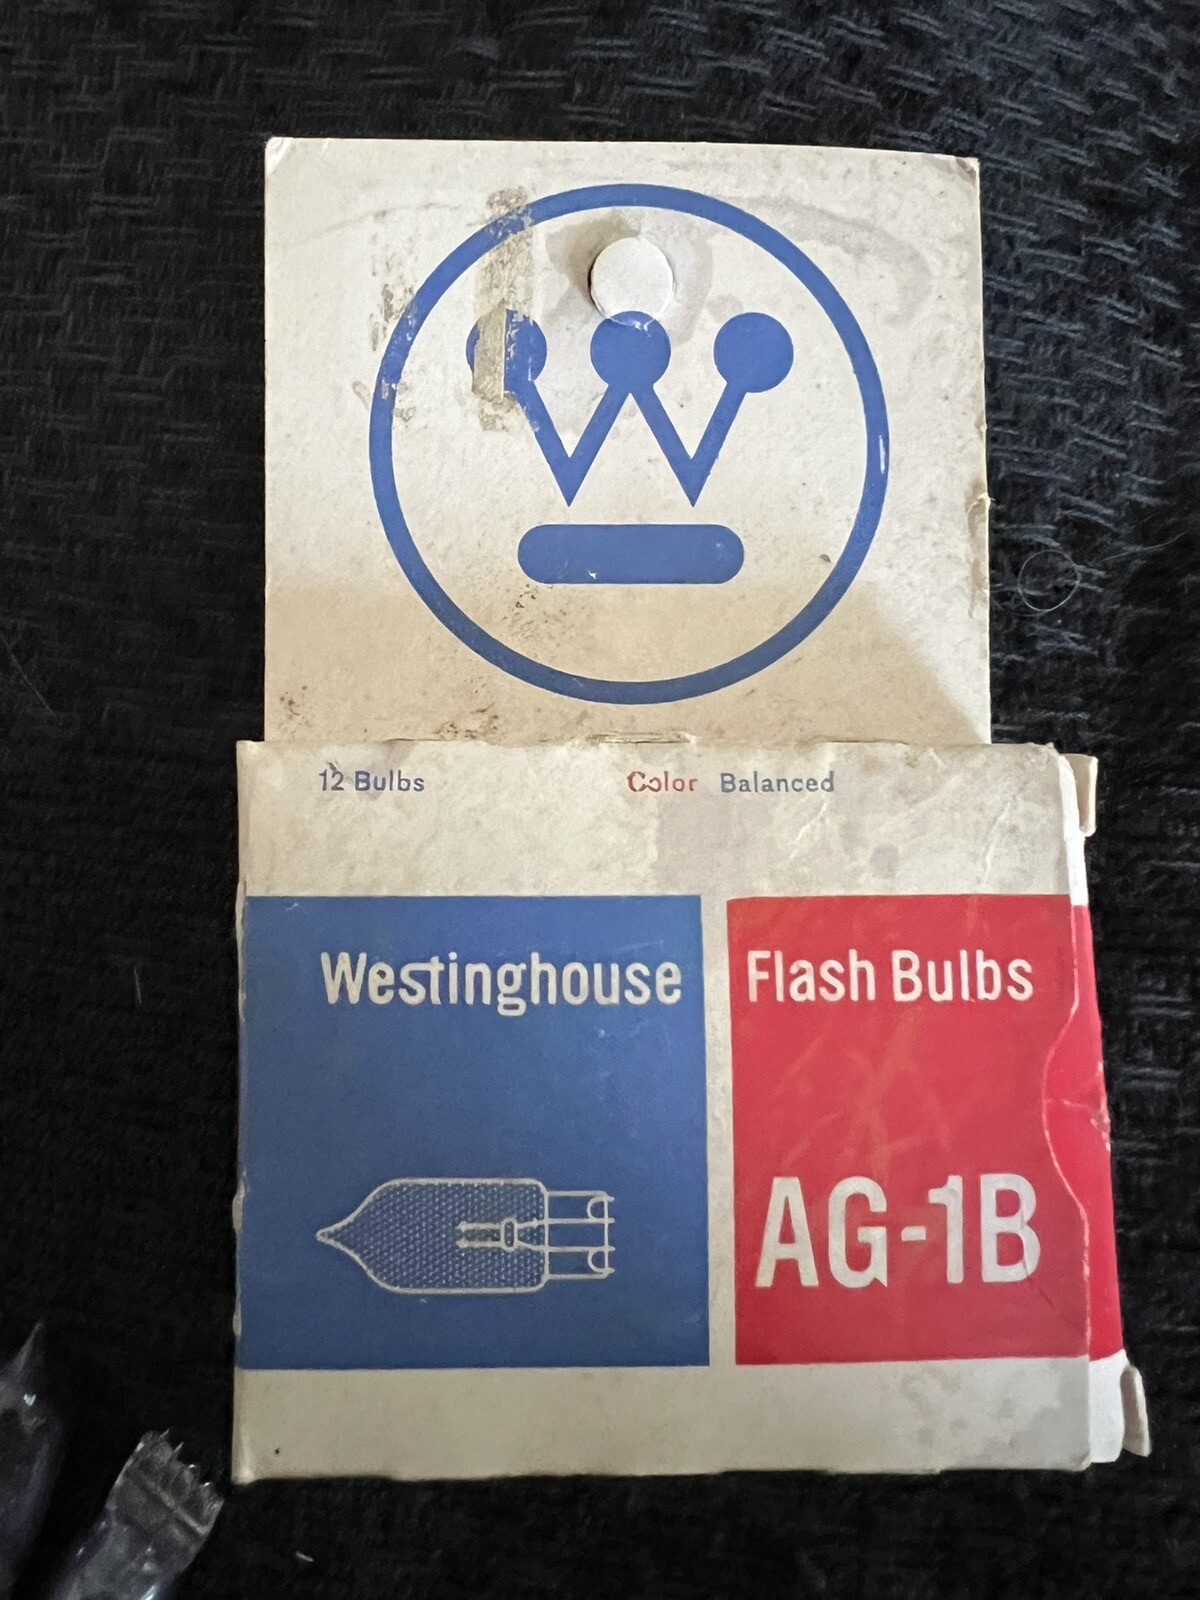 W
12 Bulbs Color Balanced
Westinghouse Flash Bulbs
AG-1B